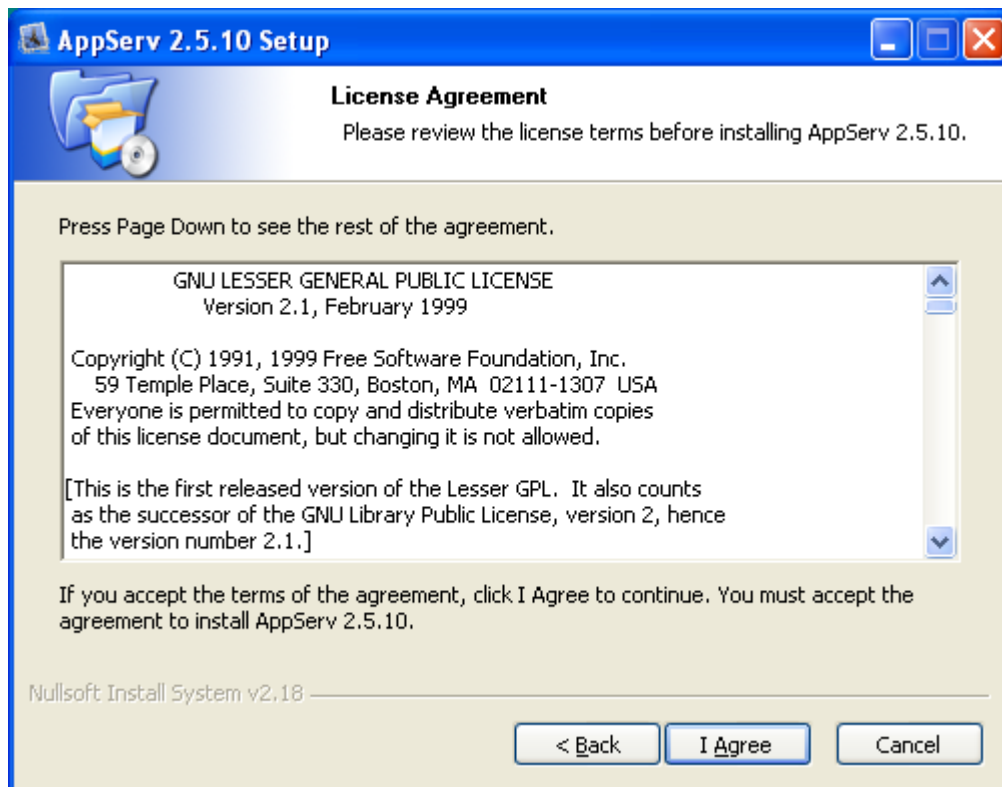 AppServ 2.5.10 Setup
License Agreement
Please review the license terms before installing AppServ 2.5.10.
Press Page Down to see the rest of the agreement.
GNU LESSER GENERAL PUBLIC LICENSE
Version 2.1, February 1999
Copyright (C) 1991, 1999 Free Software Foundation, Inc.
59 Temple Place, Suite 330, Boston, MA  02111-1307  USA
Everyone is permitted to copy and distribute verbatim copies
of this license document, but changing it is not allowed.
[This is the first released version of the Lesser GPL.  It also counts
as the successor of the GNU Library Public License, version 2, hence
the version number 2.1.]
If you accept the terms of the agreement, click I Agree to continue. You must accept the
agreement to install AppServ 2.5.10.
Nullsoft Install System v2.18
< Back
I Agree
Cancel